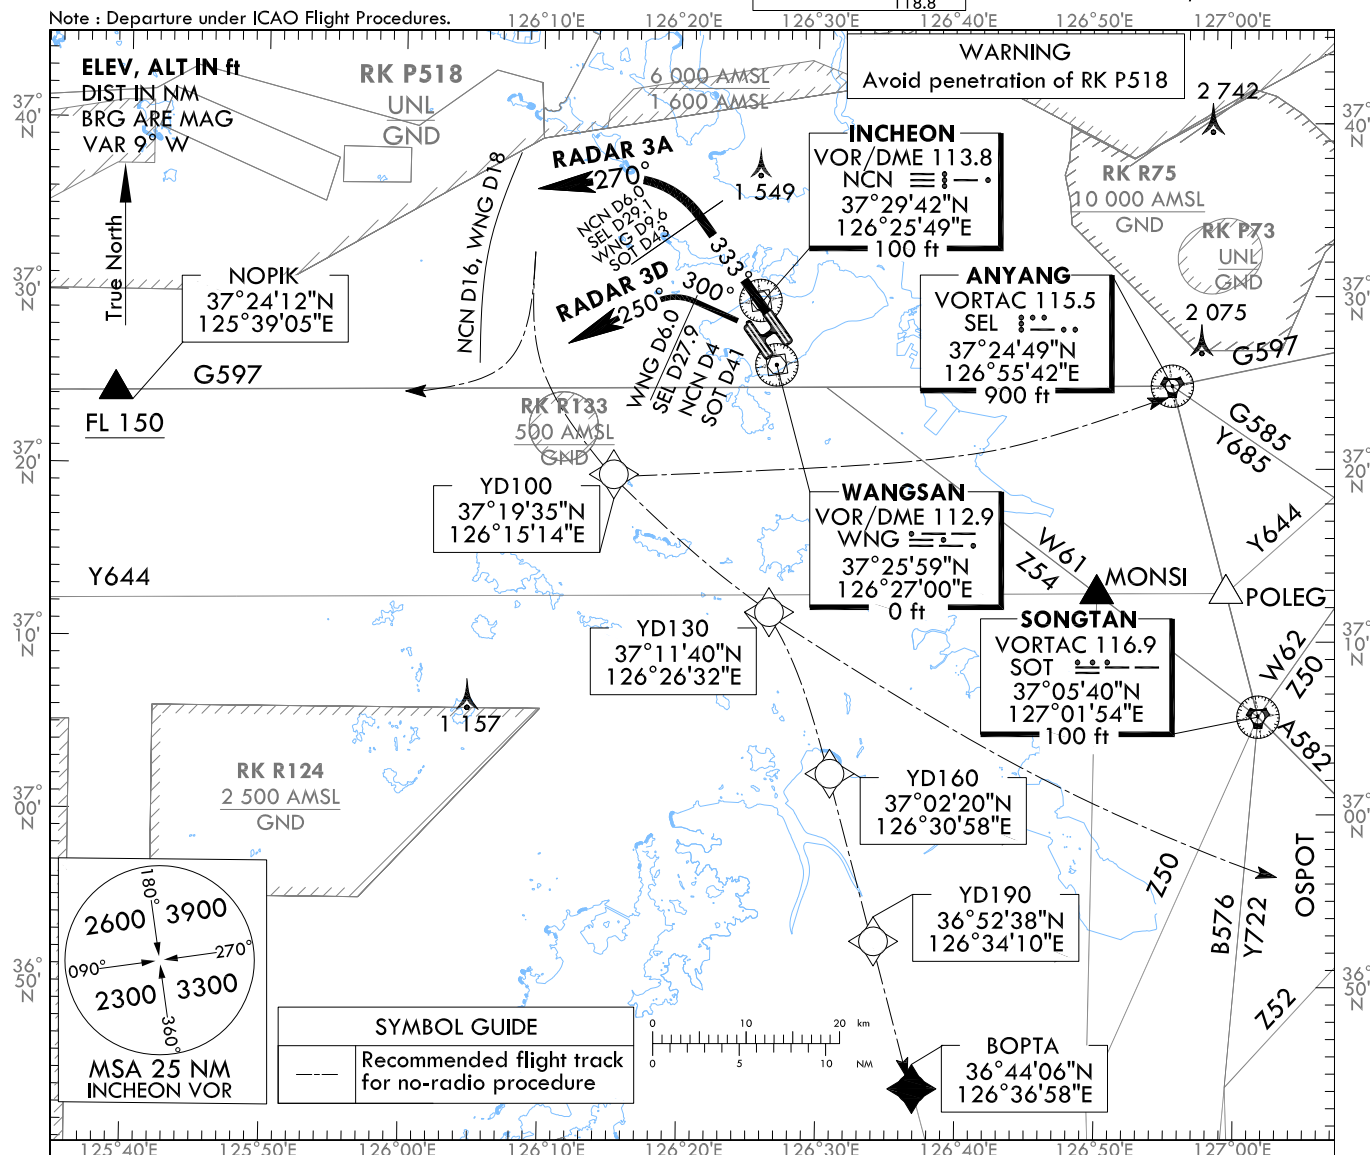 118.8
Note : Departure under ICAO Flight Procedures.
126°10'E
126°20'E
126°30'E
126°40'E
126°50'E
127°00'E
ELEV, ALT IN ft
DIST IN NM
BRG ARE MAG
VAR 9° W
True North
RK P518
UNL
GND
6 000 AMSL
1 600 AMSL
WARNING
Avoid penetration of RK P518
2 742
37°
40'
N
37°
40'
N
INCHEON
VOR/DME 113.8
NCN
37°29'42"N
126°25'49"E
100 ft
RK R75
10 000 AMSL
GND
RK P73
UNL
GND
RADAR 3A
270°
1 549
NCN D6.0
SEL D29.1
WNG D9.6
SOT D43
333°
NCN D16, WNG D18
RADAR 3D
250°
300°
WNG D6.0
SEL D27.9
NCN D4
SOT D41
NOPIK
37°24'12"N
125°39'05"E
37°
30'
N
37°
30'
N
ANYANG
VORTAC 115.5
SEL
37°24'49"N
126°55'42"E
900 ft
2 075
G597
G597
FL 150
RK R133
500 AMSL
GND
G585
Y685
37°
20'
N
37°
20'
N
YD100
37°19'35"N
126°15'14"E
WANGSAN
VOR/DME 112.9
WNG
37°25'59"N
126°27'00"E
0 ft
W61
Z54
Y644
Y644
MONSI
POLEG
37°
10'
N
37°
10'
N
YD130
37°11'40"N
126°26'32"E
SONGTAN
VORTAC 116.9
SOT
37°05'40"N
127°01'54"E
100 ft
W62
Z50
A582
1 157
RK R124
2 500 AMSL
GND
37°
00'
N
37°
00'
N
YD160
37°02'20"N
126°30'58"E
Z50
B576
Y722
OSPOT
YD190
36°52'38"N
126°34'10"E
180°
2600
3900
270°
090°
2300
3300
360°
MSA 25 NM
INCHEON VOR
36°
50'
N
36°
50'
N
Z52
SYMBOL GUIDE
Recommended flight track
for no-radio procedure
0 10 20 km
0 5 10 NM
BOPTA
36°44'06"N
126°36'58"E
125°40'E
125°50'E
126°00'E
126°10'E
126°20'E
126°30'E
126°40'E
126°50'E
127°00'E